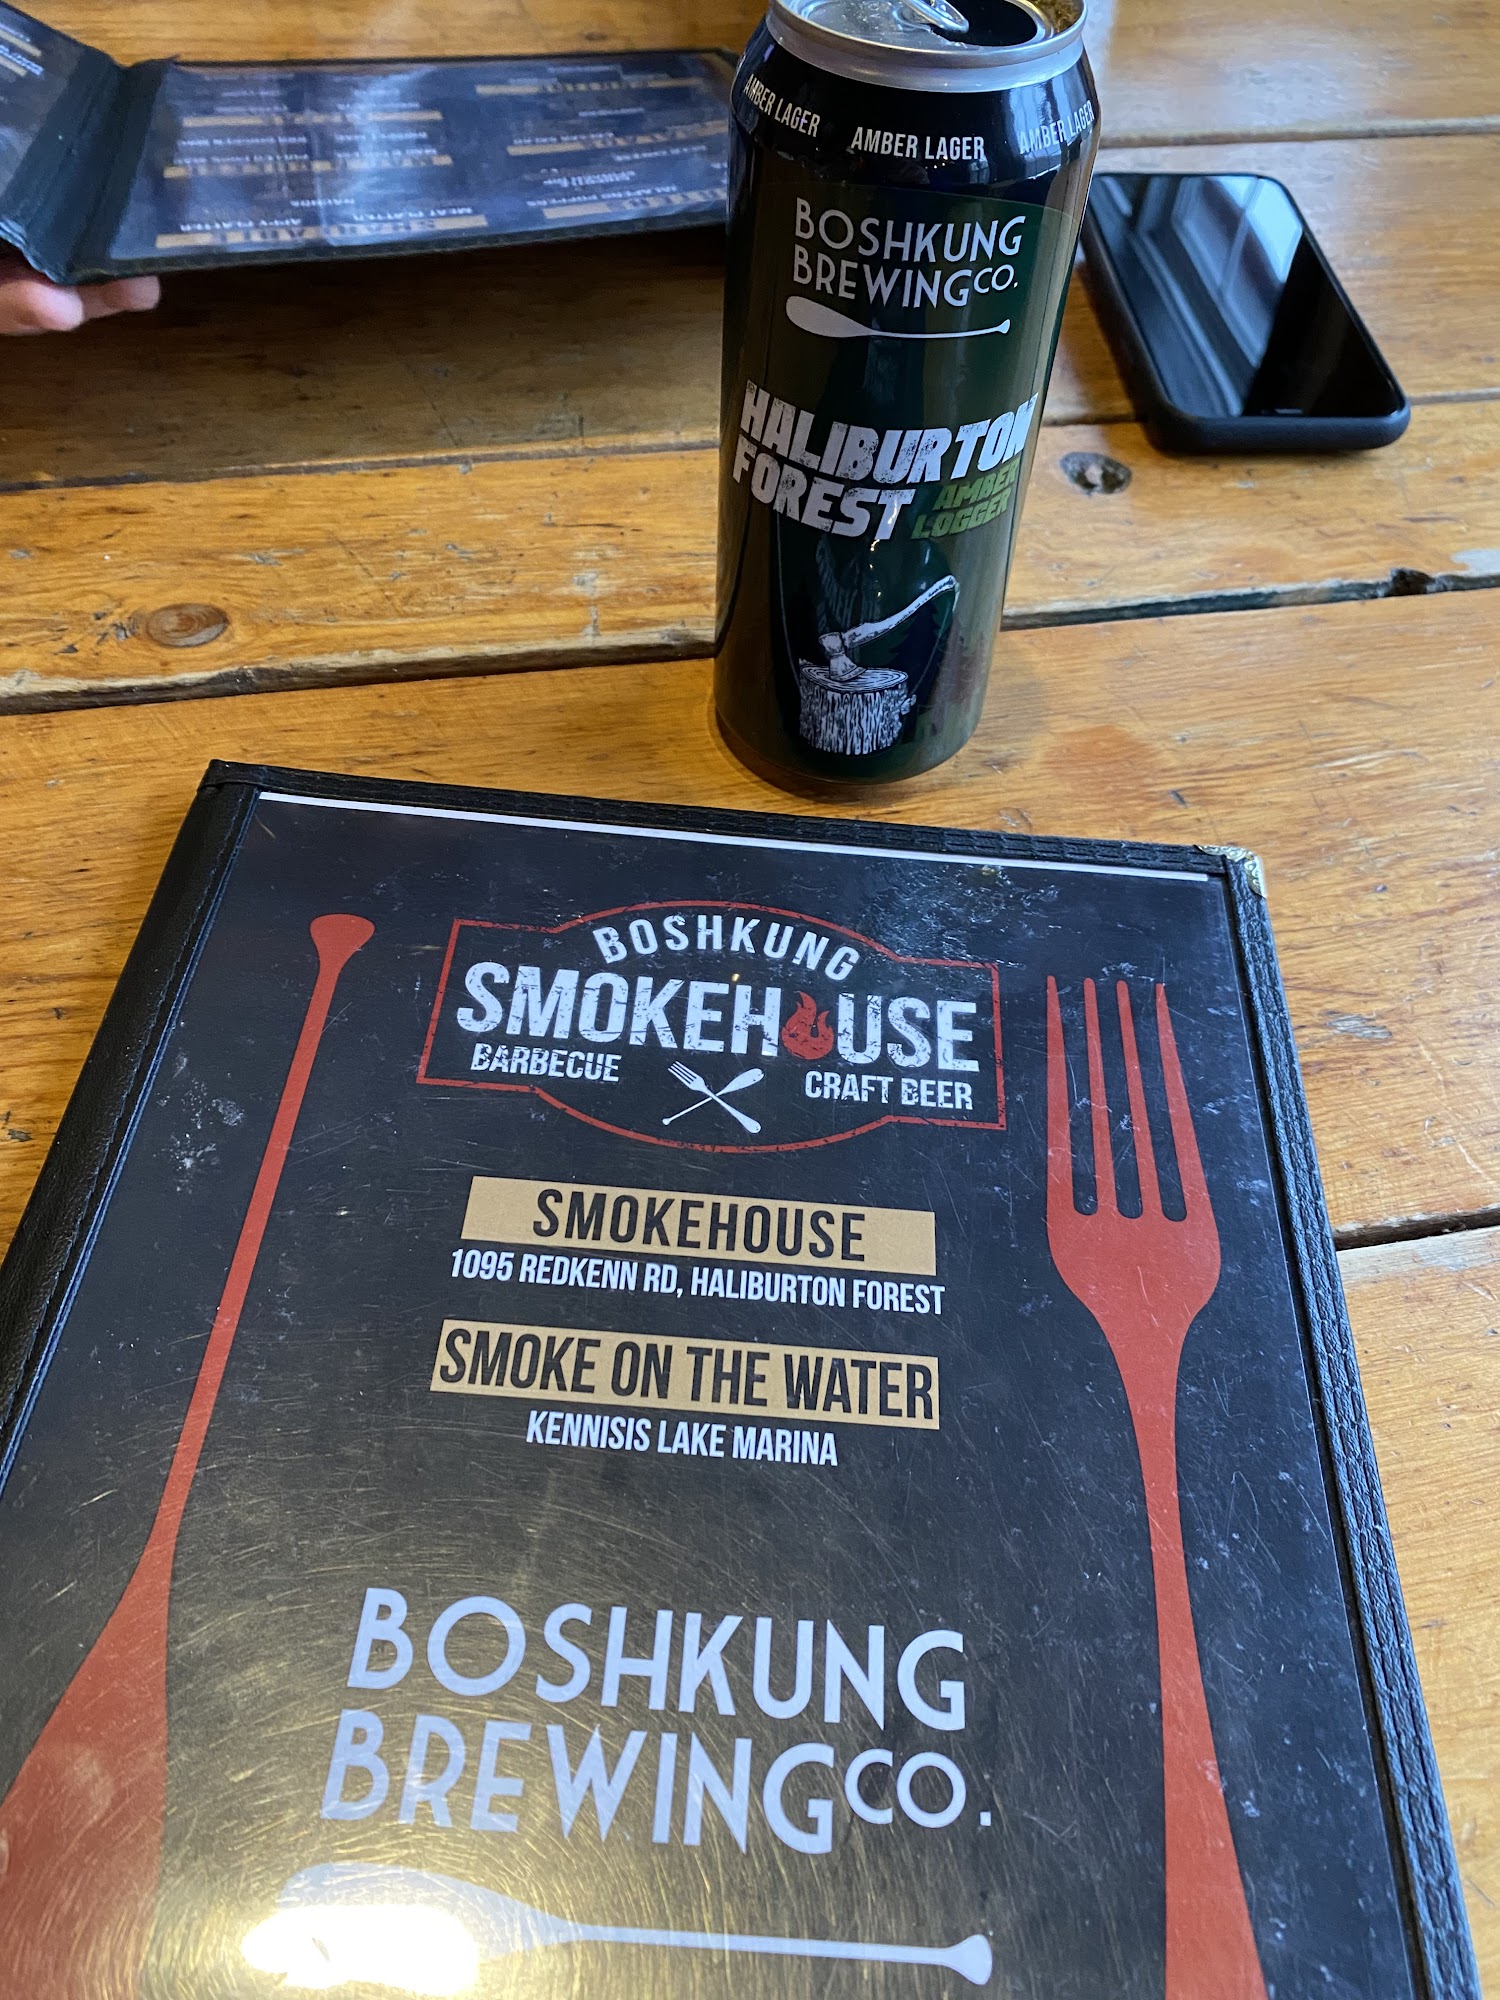 AMBER LAGER AMBER LAGER AMBER LAGER
BOSHKUNG
BREWING CO.
HALIBURTON
FOREST AMBER
LOGGER
BOSHKUNG
SMOKEHOUSE
BARBECUE CRAFT BEER
SMOKEHOUSE
1095 REDKENN RD, HALIBURTON FOREST
SMOKE ON THE WATER
KENNISIS LAKE MARINA
BOSHKUNG
BREWING CO.